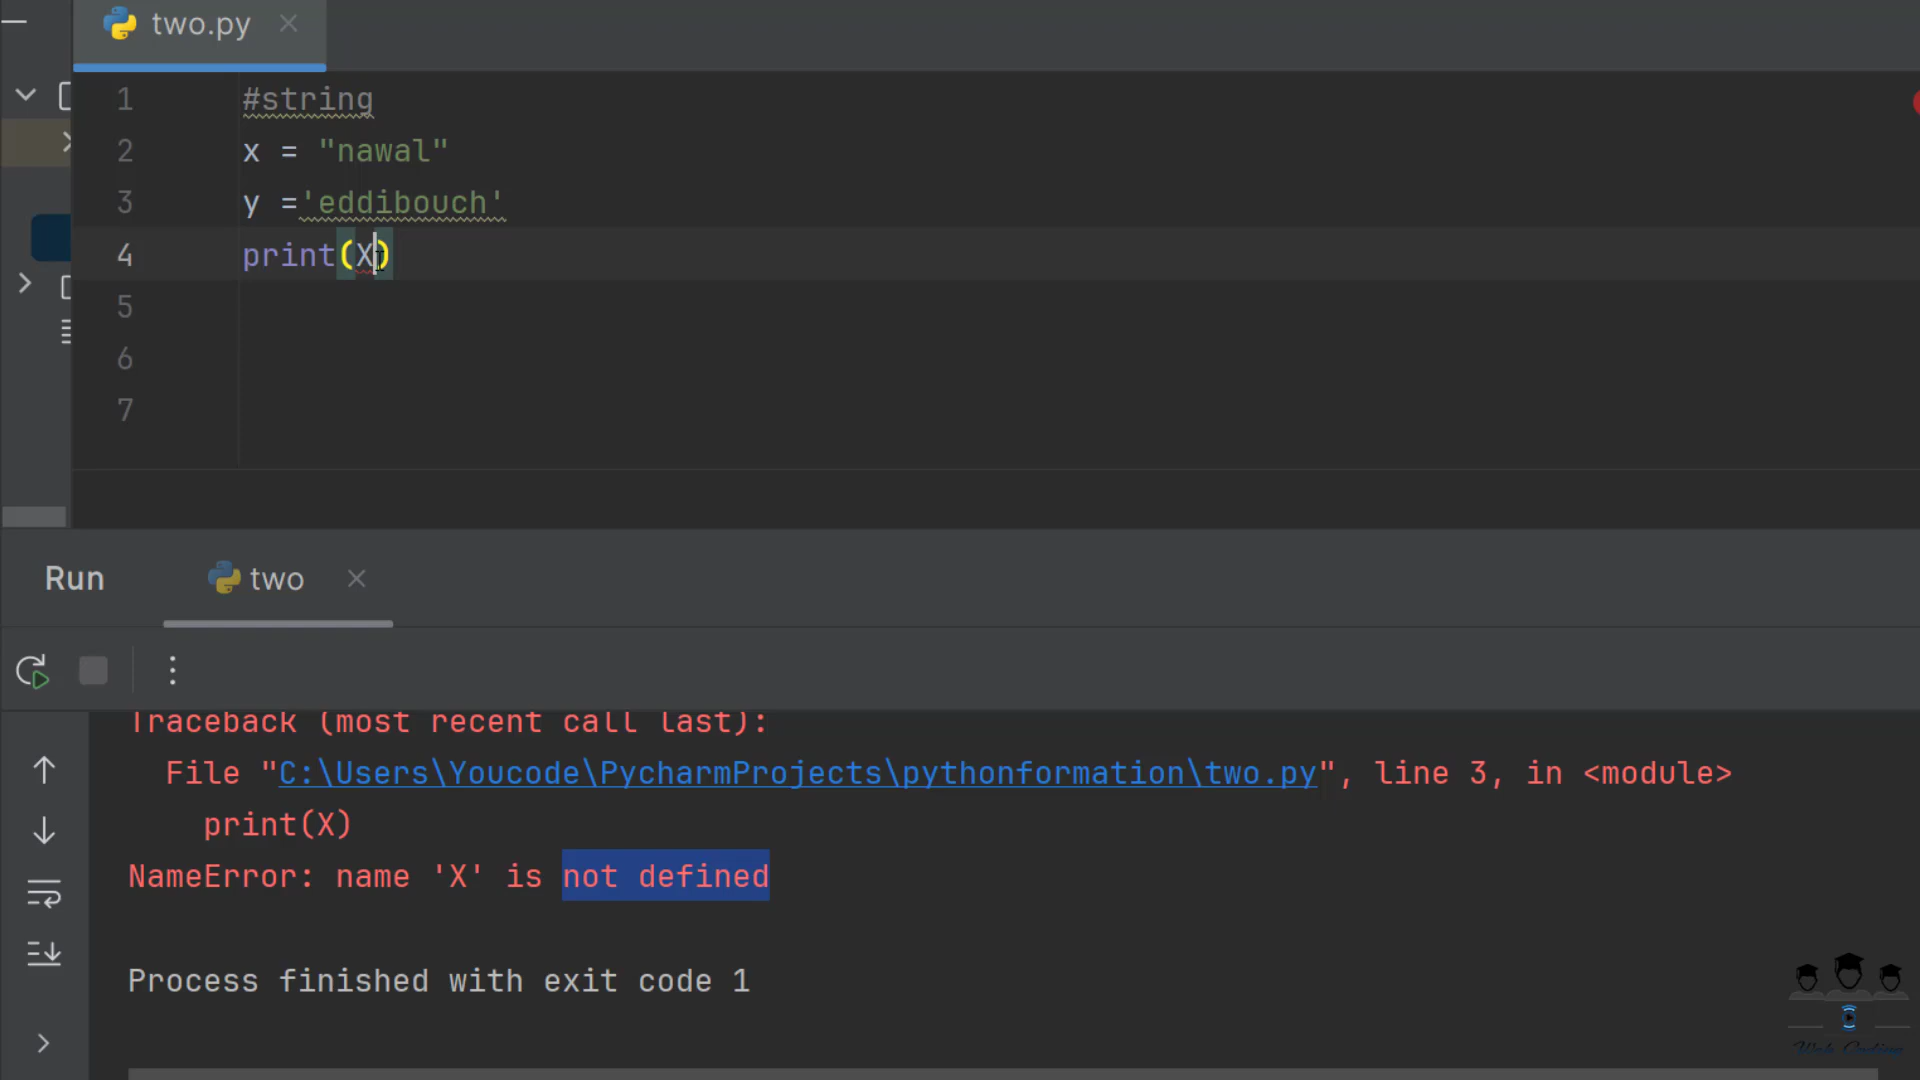 two.py
1 #string
2 x = "nawal"
3 y ='eddibouch'
4 print(X)
5
6
7
Run two
Traceback (most recent call last):
File "C:\Users\Youcode\PycharmProjects\pythonformation\two.py", line 3, in <module>
print(X)
NameError: name 'X' is not defined
Process finished with exit code 1
Web Coding